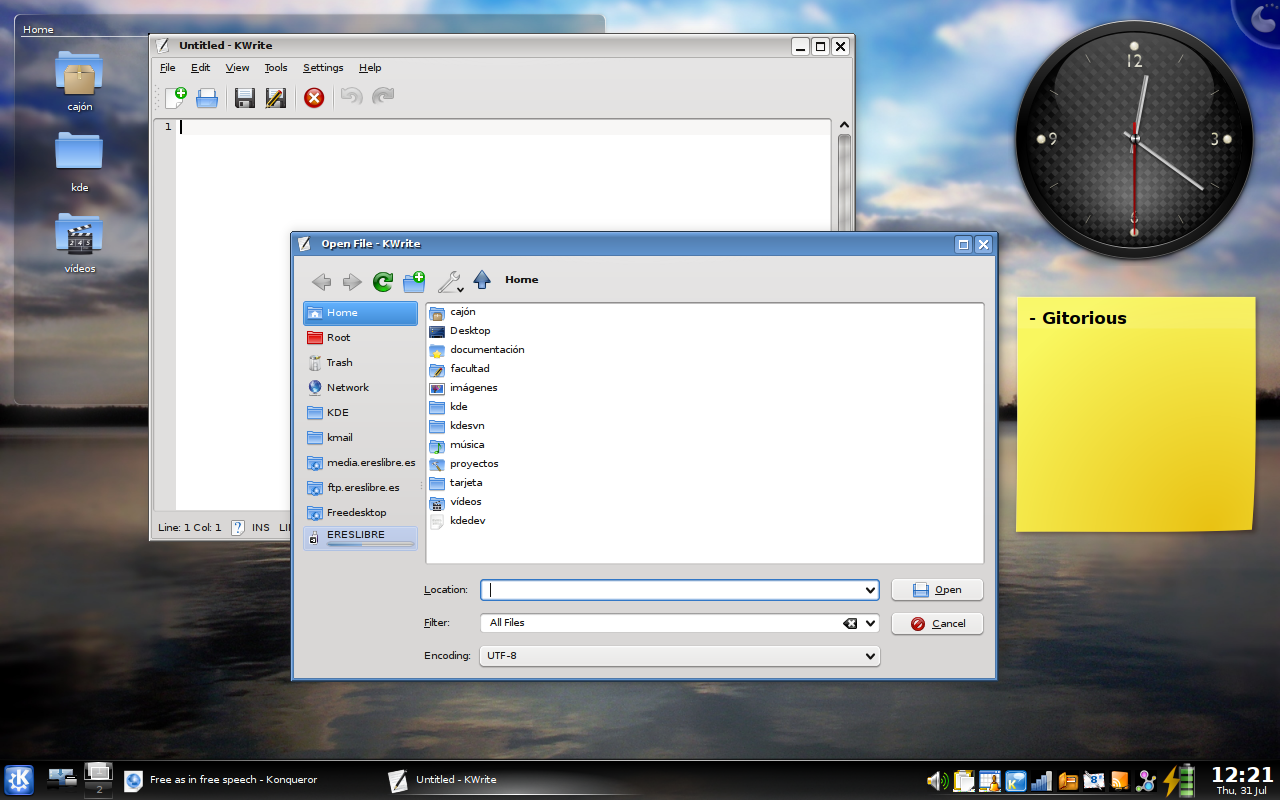 Home
cajón
kde
vídeos
Untitled - KWrite
File Edit View Tools Settings Help
1
Line: 1 Col: 1 INS LI
12
3
9
6
- Gitorious
Open File - KWrite
Home
Home
Root
Trash
Network
KDE
kmail
media.ereslibre.es
ftp.ereslibre.es
Freedesktop
ERESLIBRE
cajón
Desktop
documentación
facultad
imágenes
kde
kdesvn
música
proyectos
tarjeta
vídeos
kdedev
Location:
Open
Filter: All Files
Cancel
Encoding: UTF-8
2
Free as in free speech - Konqueror
Untitled - KWrite
8
12:21
Thu, 31 Jul